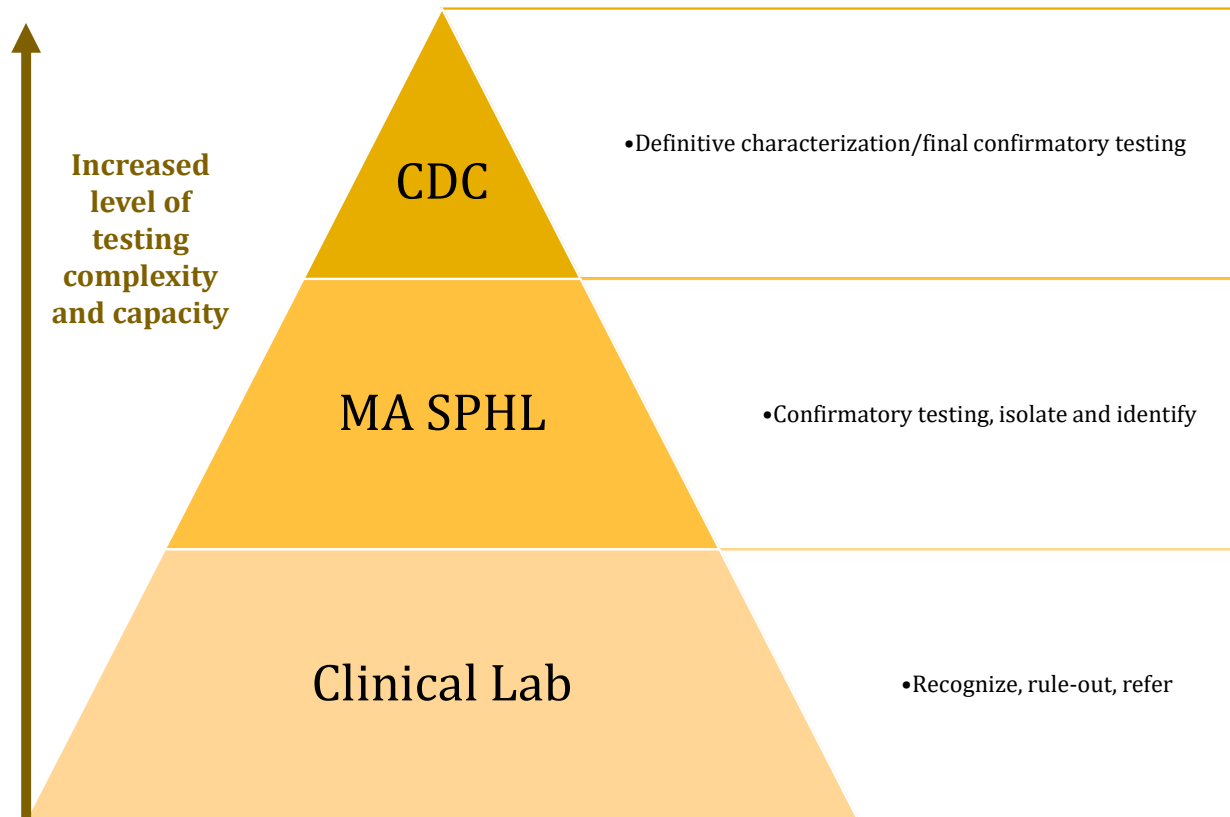 Increased
level of
testing
complexity
and capacity
CDC
•Definitive characterization/final confirmatory testing
MA SPHL
•Confirmatory testing, isolate and identify
Clinical Lab
•Recognize, rule-out, refer